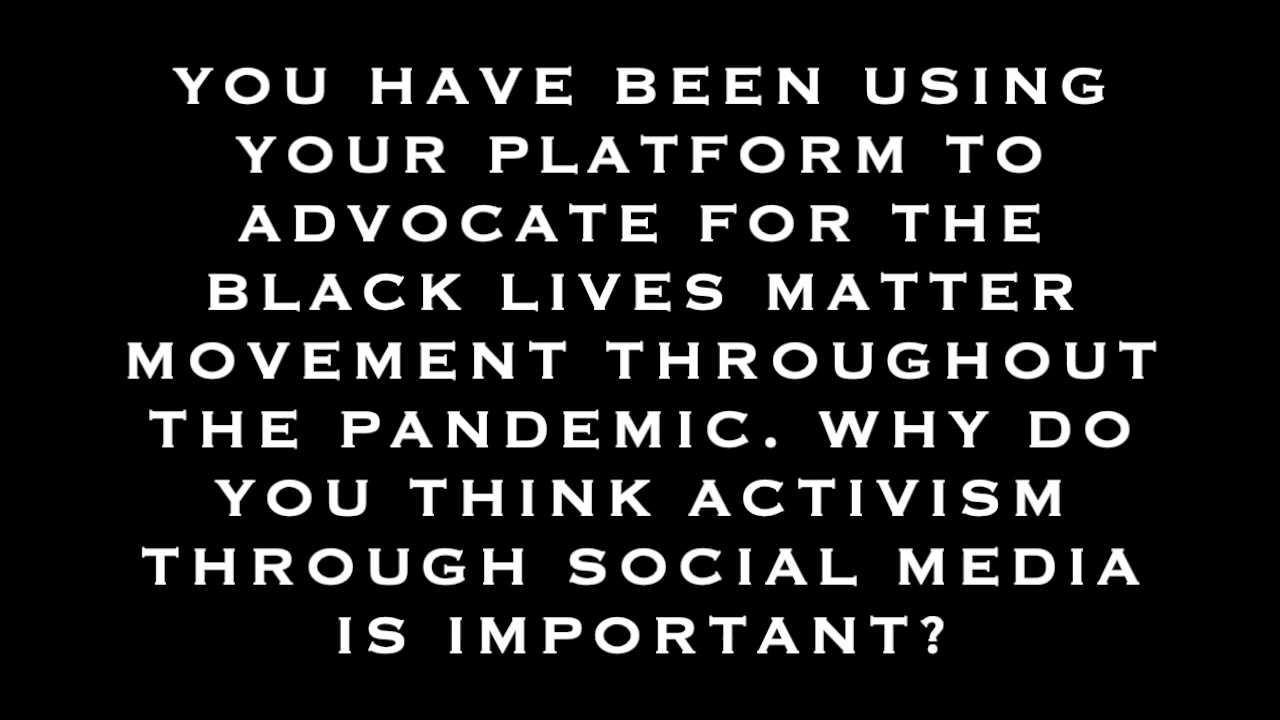 YOU HAVE BEEN USING
YOUR PLATFORM TO
ADVOCATE FOR THE
BLACK LIVES MATTER
MOVEMENT THROUGHOUT
THE PANDEMIC. WHY DO
YOU THINK ACTIVISM
THROUGH SOCIAL MEDIA
IS IMPORTANT?